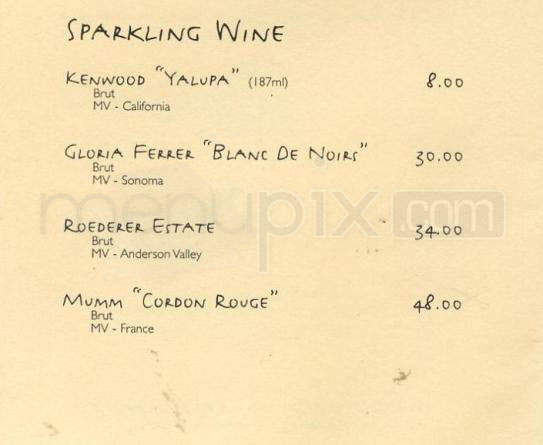 SPARKLING WINE
KENWOOD "YALUPA" (187ml) 8.00
Brut
MV - California
GLORIA FERRER "BLANC DE NOIRS" 30.00
Brut
MV - Sonoma
menupix.com
ROEDERER ESTATE 34.00
Brut
MV - Anderson Valley
MUMM "CORDON ROUGE" 48.00
Brut
MV - France